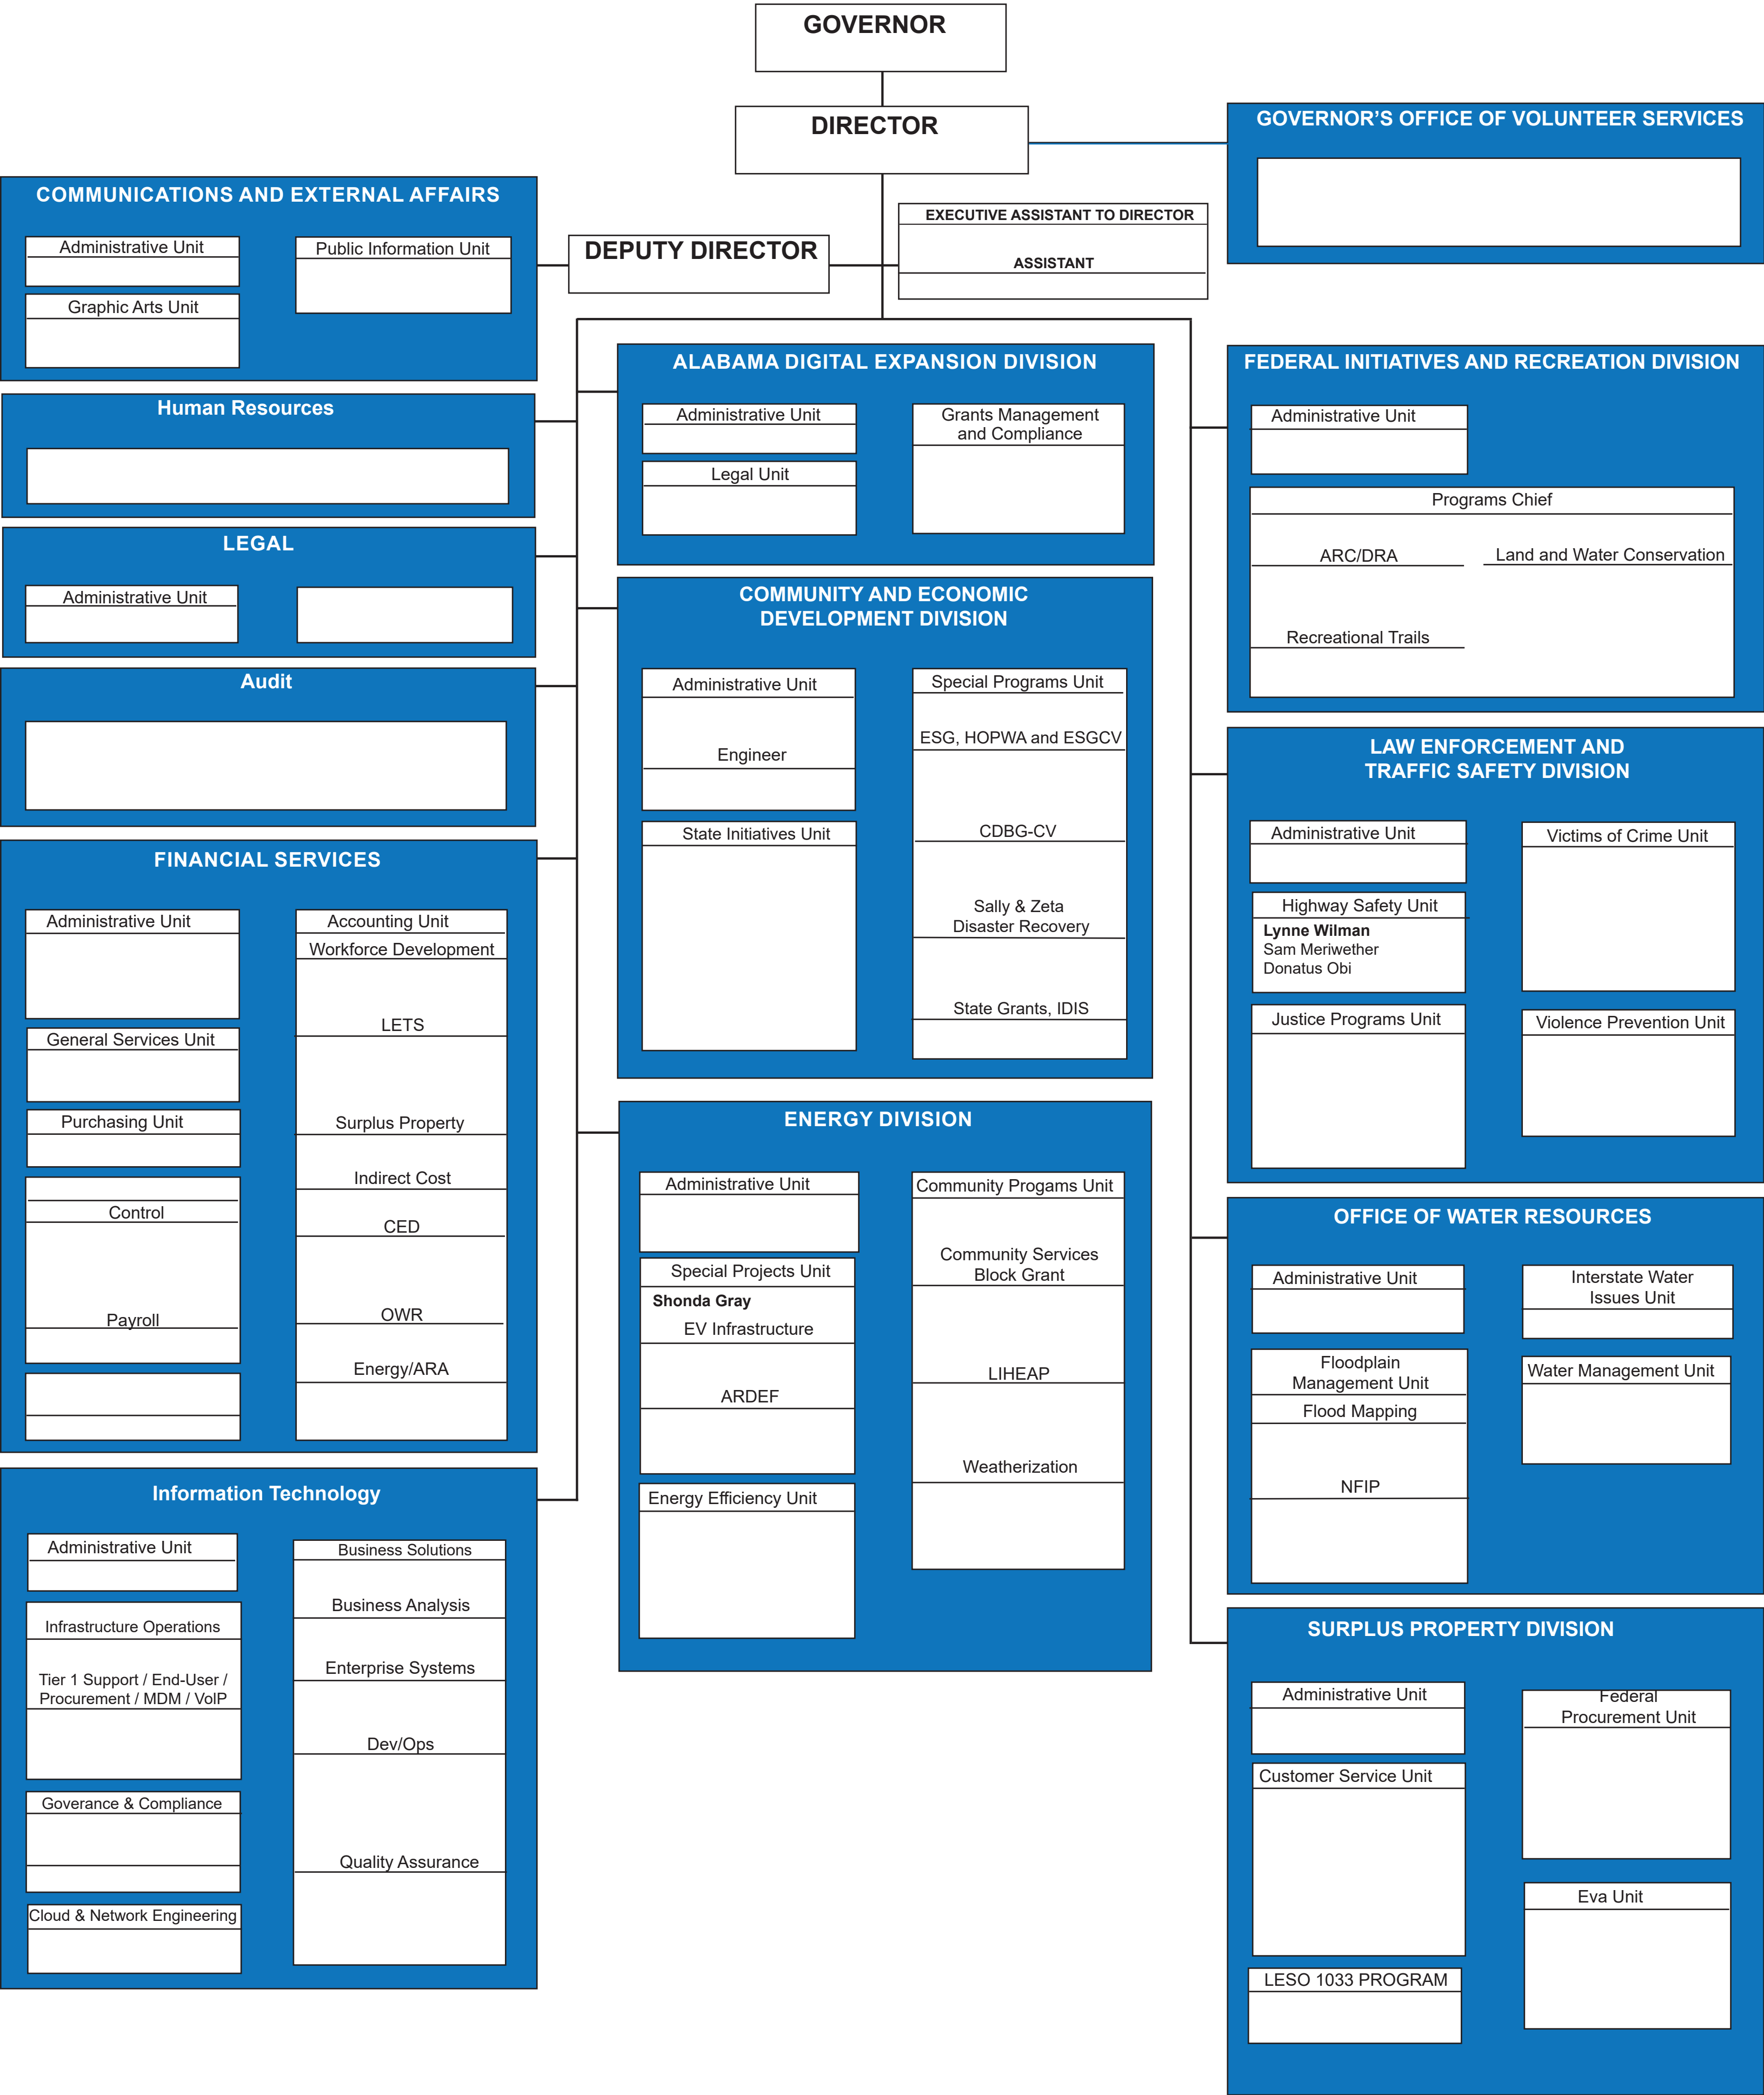 GOVERNOR
DIRECTOR
GOVERNOR’S OFFICE OF VOLUNTEER SERVICES
EXECUTIVE ASSISTANT TO DIRECTOR
ASSISTANT
DEPUTY DIRECTOR
COMMUNICATIONS AND EXTERNAL AFFAIRS
Administrative Unit
Graphic Arts Unit
Public Information Unit
Human Resources
LEGAL
Administrative Unit
Audit
FINANCIAL SERVICES
Administrative Unit
General Services Unit
Purchasing Unit
Control
Payroll
Accounting Unit
Workforce Development
LETS
Surplus Property
Indirect Cost
CED
OWR
Energy/ARA
Information Technology
Administrative Unit
Infrastructure Operations
Tier 1 Support / End-User /
Procurement / MDM / VoIP
Goverance & Compliance
Cloud & Network Engineering
Business Solutions
Business Analysis
Enterprise Systems
Dev/Ops
Quality Assurance
ALABAMA DIGITAL EXPANSION DIVISION
Administrative Unit
Legal Unit
Grants Management
and Compliance
COMMUNITY AND ECONOMIC
DEVELOPMENT DIVISION
Administrative Unit
Engineer
State Initiatives Unit
Special Programs Unit
ESG, HOPWA and ESGCV
CDBG-CV
Sally & Zeta
Disaster Recovery
State Grants, IDIS
ENERGY DIVISION
Administrative Unit
Special Projects Unit
Shonda Gray
EV Infrastructure
ARDEF
Energy Efficiency Unit
Community Progams Unit
Community Services
Block Grant
LIHEAP
Weatherization
FEDERAL INITIATIVES AND RECREATION DIVISION
Administrative Unit
Programs Chief
ARC/DRA
Land and Water Conservation
Recreational Trails
LAW ENFORCEMENT AND
TRAFFIC SAFETY DIVISION
Administrative Unit
Highway Safety Unit
Lynne Wilman
Sam Meriwether
Donatus Obi
Justice Programs Unit
Victims of Crime Unit
Violence Prevention Unit
OFFICE OF WATER RESOURCES
Administrative Unit
Floodplain
Management Unit
Flood Mapping
NFIP
Interstate Water
Issues Unit
Water Management Unit
SURPLUS PROPERTY DIVISION
Administrative Unit
Customer Service Unit
LESO 1033 PROGRAM
Federal
Procurement Unit
Eva Unit